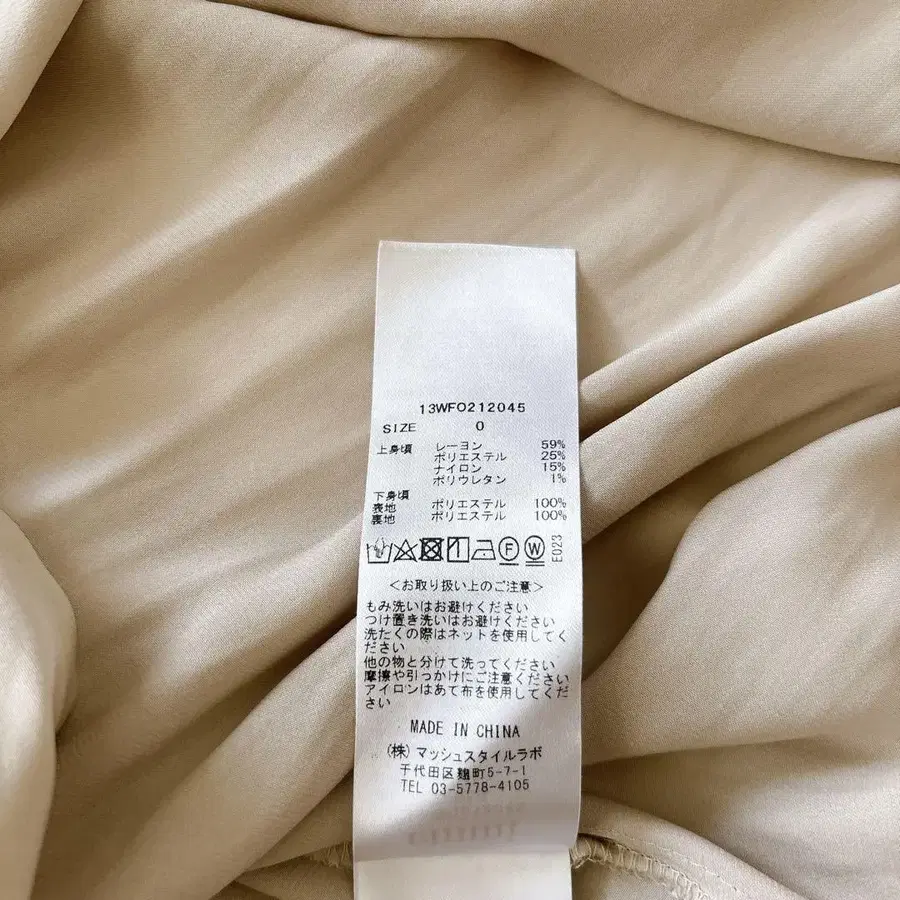 13WFO212045
SIZE 0
上身頃 レーヨン 59%
ポリエステル 25%
ナイロン 15%
ポリウレタン 1%
下身頃
表地 ポリエステル 100%
裏地 ポリエステル 100%
F W E023
<お取り扱い上のご注意>
もみ洗いはお避けください
つけ置き洗いはお避けください
洗たくの際はネットを使用してく
ださい
他の物と分けて洗ってください
摩擦や引っかけにご注意ください
アイロンはあて布を使用してくだ
さい
MADE IN CHINA
(株)マッシュスタイルラボ
千代田区麹町5-7-1
TEL 03-5778-4105